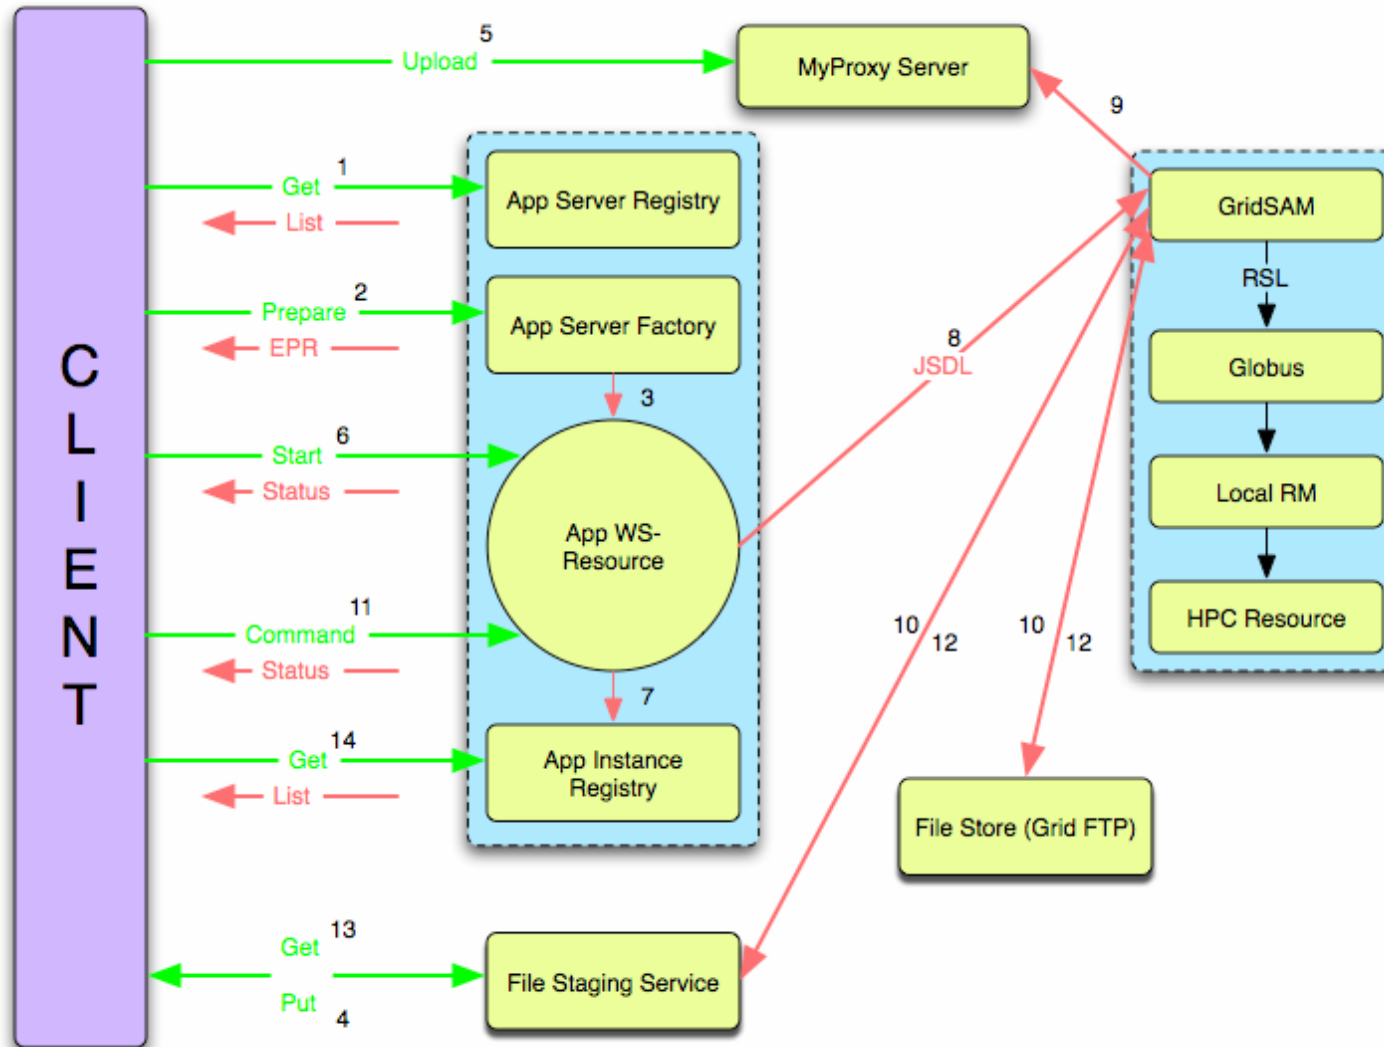 CLIENT
5
Upload
MyProxy Server
9
1
Get
List
App Server Registry
GridSAM
RSL
2
Prepare
EPR
App Server Factory
3
8
JSDL
Globus
6
Start
Status
App WS-
Resource
Local RM
11
Command
Status
10
12
10
12
HPC Resource
7
14
Get
List
App Instance
Registry
File Store (Grid FTP)
13
Get
Put
4
File Staging Service